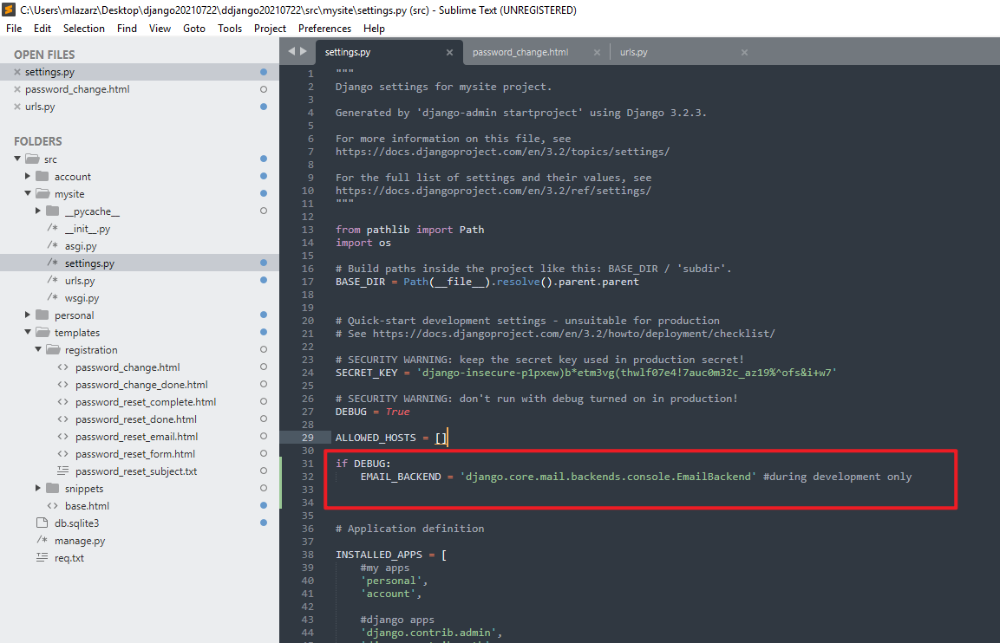 C:\Users\mlazarz\Desktop\django20210722\ddjango20210722\src\mysite\settings.py (src) - Sublime Text (UNREGISTERED)
File Edit Selection Find View Goto Tools Project Preferences Help
OPEN FILES
settings.py
password_change.html
urls.py
FOLDERS
src
account
mysite
__pycache__
/* __init__.py
/* asgi.py
/* settings.py
/* urls.py
/* wsgi.py
personal
templates
registration
<> password_change.html
<> password_change_done.html
<> password_reset_complete.html
<> password_reset_done.html
<> password_reset_email.html
<> password_reset_form.html
password_reset_subject.txt
snippets
<> base.html
db.sqlite3
/* manage.py
req.txt
settings.py password_change.html urls.py
1 """
2 Django settings for mysite project.
3
4 Generated by 'django-admin startproject' using Django 3.2.3.
5
6 For more information on this file, see
7 https://docs.djangoproject.com/en/3.2/topics/settings/
8
9 For the full list of settings and their values, see
10 https://docs.djangoproject.com/en/3.2/ref/settings/
11 """
12
13 from pathlib import Path
14 import os
15
16 # Build paths inside the project like this: BASE_DIR / 'subdir'.
17 BASE_DIR = Path(__file__).resolve().parent.parent
18
19
20 # Quick-start development settings - unsuitable for production
21 # See https://docs.djangoproject.com/en/3.2/howto/deployment/checklist/
22
23 # SECURITY WARNING: keep the secret key used in production secret!
24 SECRET_KEY = 'django-insecure-p1pxew)b*etm3vg(thwlf07e4!7auc0m32c_az19%^ofs&i+w7'
25
26 # SECURITY WARNING: don't run with debug turned on in production!
27 DEBUG = True
28
29 ALLOWED_HOSTS = []
30
31 if DEBUG:
32 EMAIL_BACKEND = 'django.core.mail.backends.console.EmailBackend' #during development only
33
34
35
36 # Application definition
37
38 INSTALLED_APPS = [
39 #my apps
40 'personal',
41 'account',
42
43 #django apps
44 'django.contrib.admin',